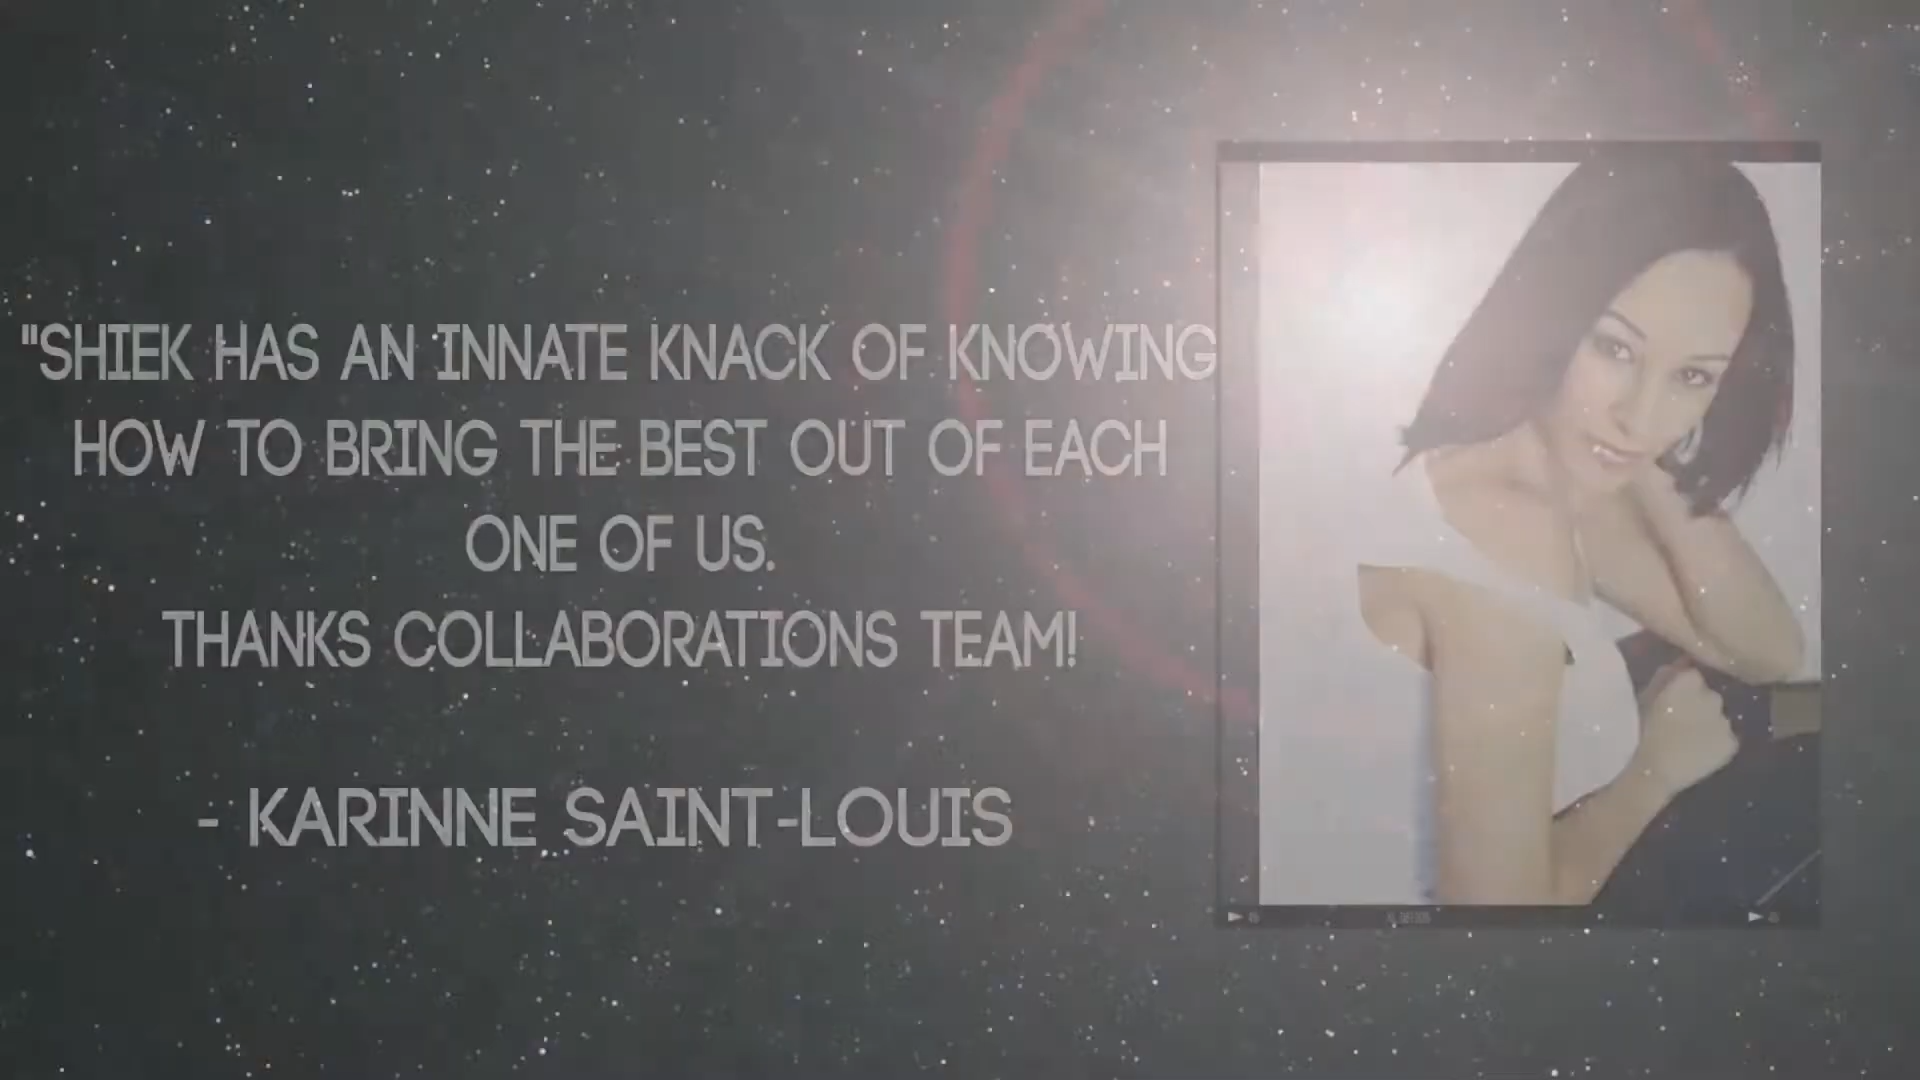 "SHIEK HAS AN INNATE KNACK OF KNOWING
HOW TO BRING THE BEST OUT OF EACH
ONE OF US.
THANKS COLLABORATIONS TEAM!
- KARINNE SAINT-LOUIS